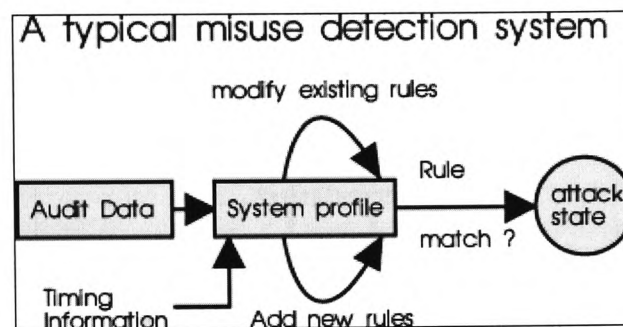 A typical misuse detection system
modify existing rules
Audit Data
System profile
Rule
match ?
attack
state
Timing
Information
Add new rules